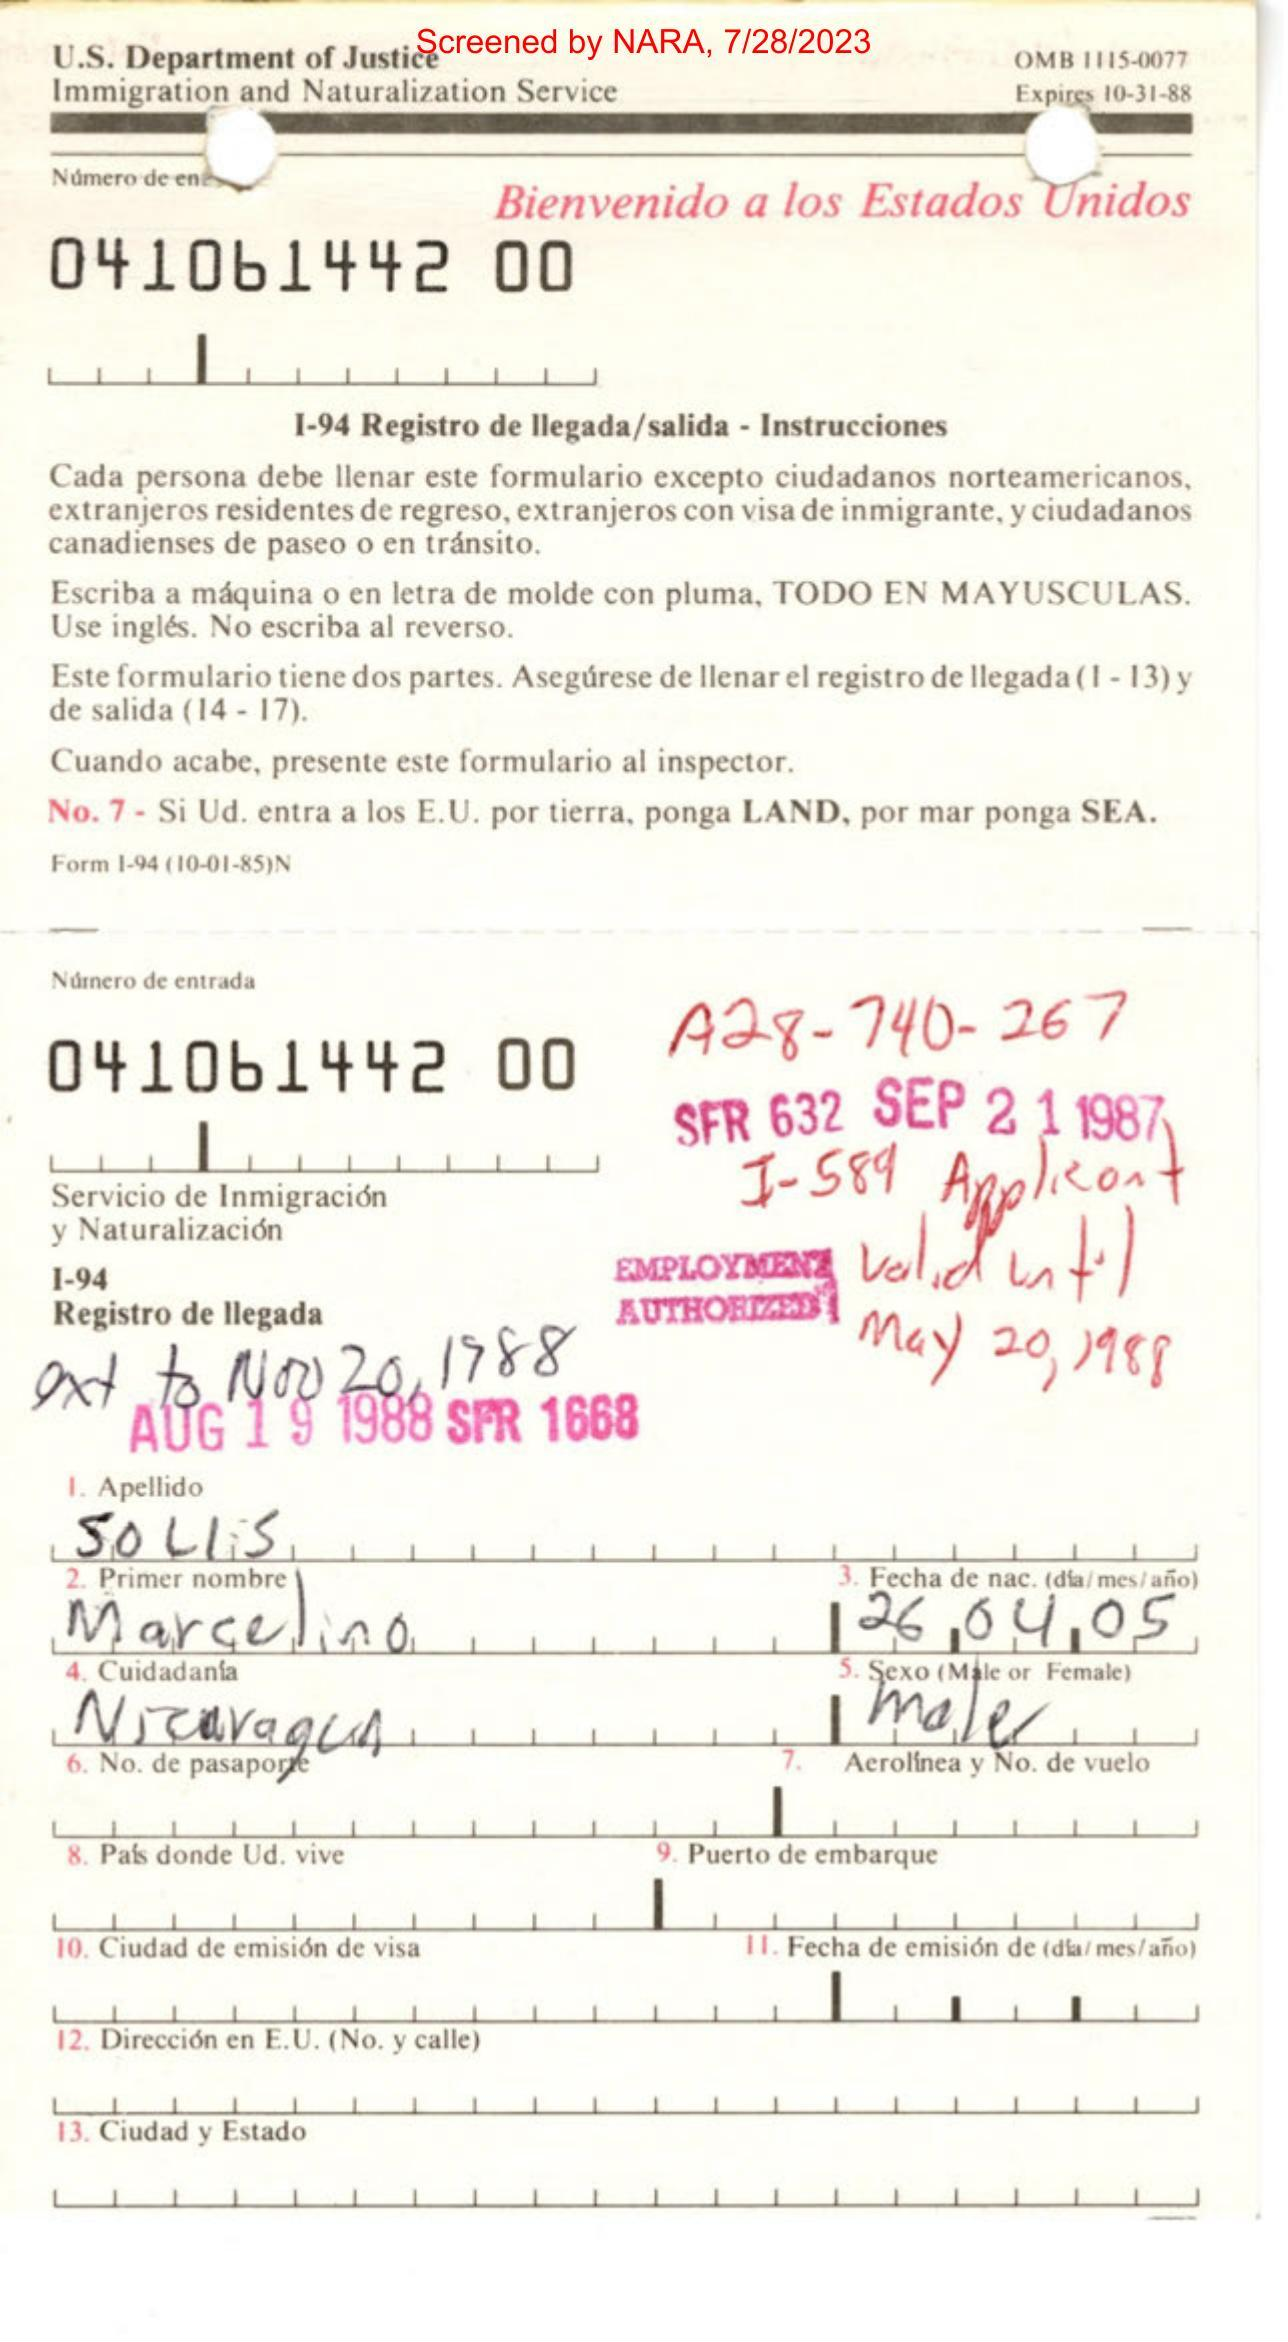 Screened by NARA, 7/28/2023
U.S. Department of Justice
Immigration and Naturalization Service
OMB 1115-0077
Expires 10-31-88
Número de
Bienvenido a los Estados Unidos
041061442 00
I-94 Registro de llegada/salida - Instrucciones
Cada persona debe llenar este formulario excepto ciudadanos norteamericanos,
extranjeros residentes de regreso, extranjeros con visa de inmigrante, y ciudadanos
canadienses de paseo o en tránsito.
Escriba a máquina o en letra de molde con pluma, TODO EN MAYUSCULAS.
Use inglés. No escriba al reverso.
Este formulario tiene dos partes. Asegúrese de llenar el registro de llegada (1 - 13) y
de salida (14 - 17).
Cuando acabe, presente este formulario al inspector.
No. 7 - Si Ud. entra a los E.U. por tierra, ponga LAND, por mar ponga SEA.
Form I-94 (10-01-85)N
Número de entrada
A28-740-267
041061442 00
SFR 632 SEP 21 1987
I-589 Applicant
Servicio de Inmigración
y Naturalización
EMPLOYMENT
AUTHORIZED
Valid until
May 20, 1988
I-94
Registro de llegada
ext to Nov 20, 1988
AUG 19 1988 SFR 1668
1. Apellido
SOLLIS
2. Primer nombre
3. Fecha de nac. (día/mes/año)
Marcelino
26 04 05
4. Cuidadanía
5. Sexo (Male or Female)
Nicaragua
male
6. No. de pasaporte
7. Aerolínea y No. de vuelo
8. País donde Ud. vive
9. Puerto de embarque
10. Ciudad de emisión de visa
11. Fecha de emisión de (día/mes/año)
12. Dirección en E.U. (No. y calle)
13. Ciudad y Estado